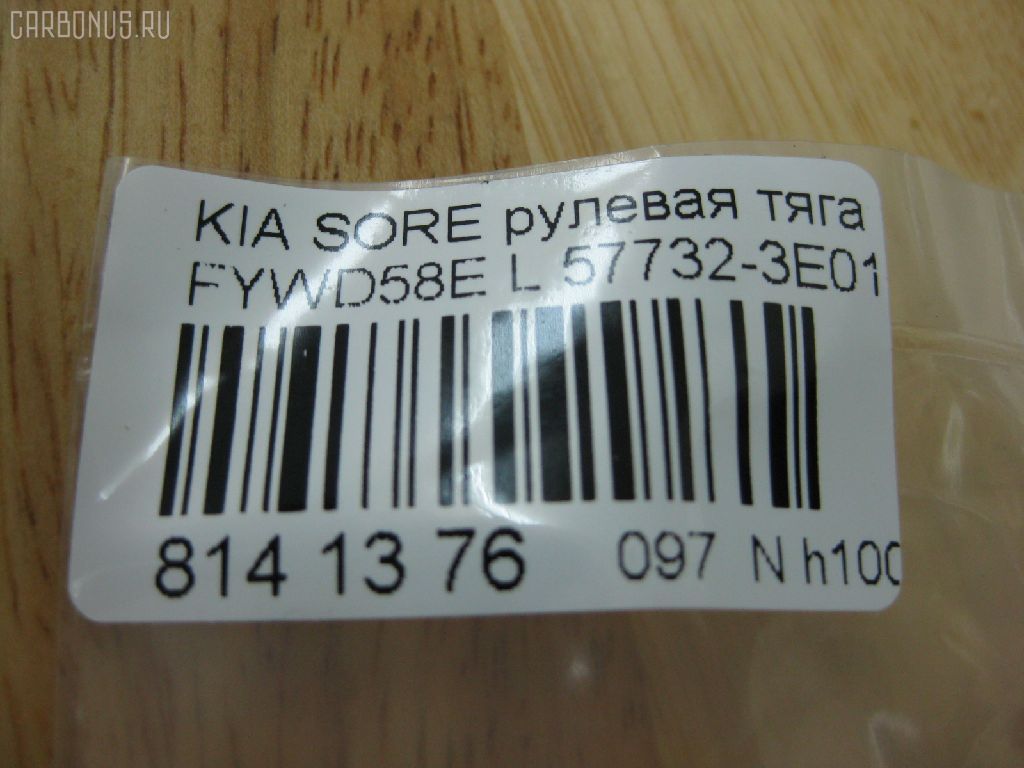 CARBONUS.RU
KIA SORE рулевая тяга
FYWD58E L 57732-3E01
814 13 76 097 N h100